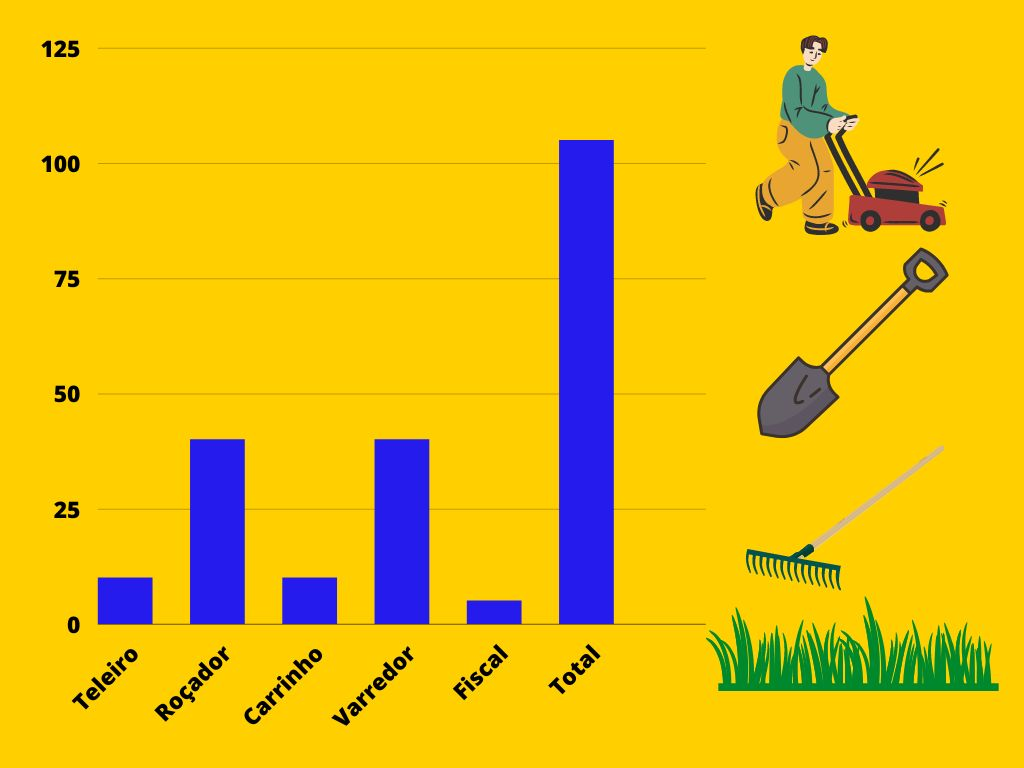 125
100
75
50
25
0
Teleiro
Roçador
Carrinho
Varredor
Fiscal
Total